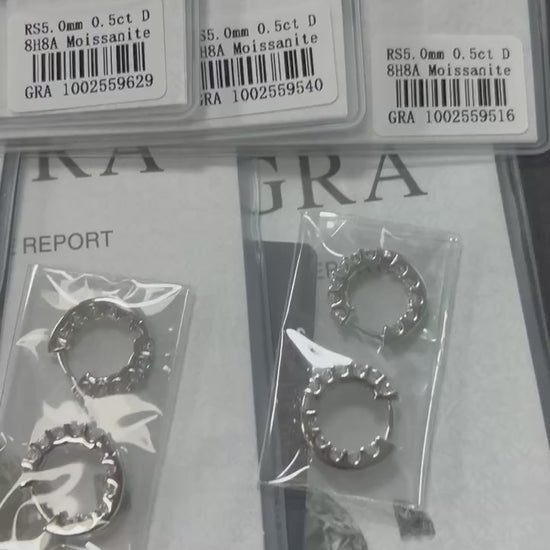 RS5.0mm 0.5ct D
8H8A Moissanite
GRA 1002559629
RS5.0mm 0.5ct D
8H8A Moissanite
GRA 1002559540
RS5.0mm 0.5ct D
8H8A Moissanite
GRA 1002559516
RA
GRA
REPORT